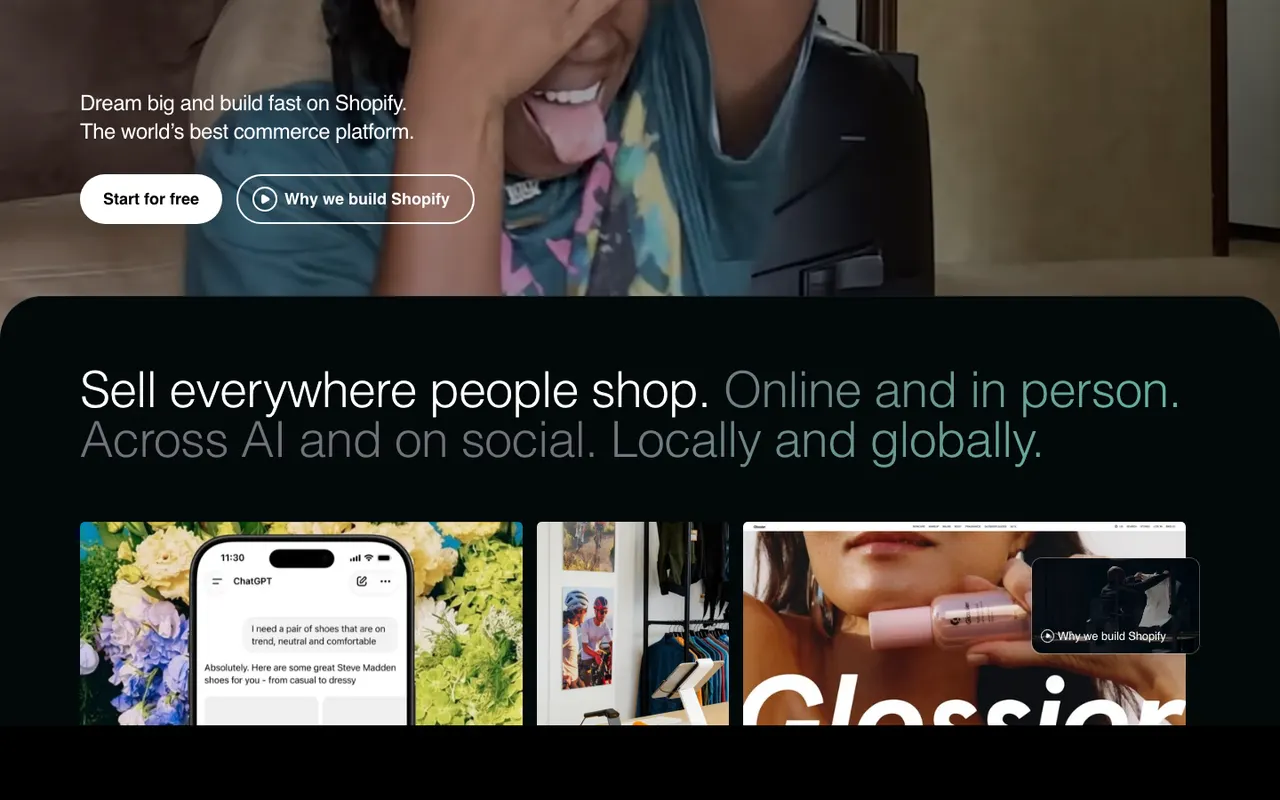 Dream big and build fast on Shopify.
The world’s best commerce platform.
Start for free
Why we build Shopify
Sell everywhere people shop. Online and in person.
Across AI and on social. Locally and globally.
11:30
ChatGPT
I need a pair of shoes that are on
trend, neutral and comfortable
Absolutely. Here are some great Steve Madden
shoes for you - from casual to dressy
Why we build Shopify
Glossier